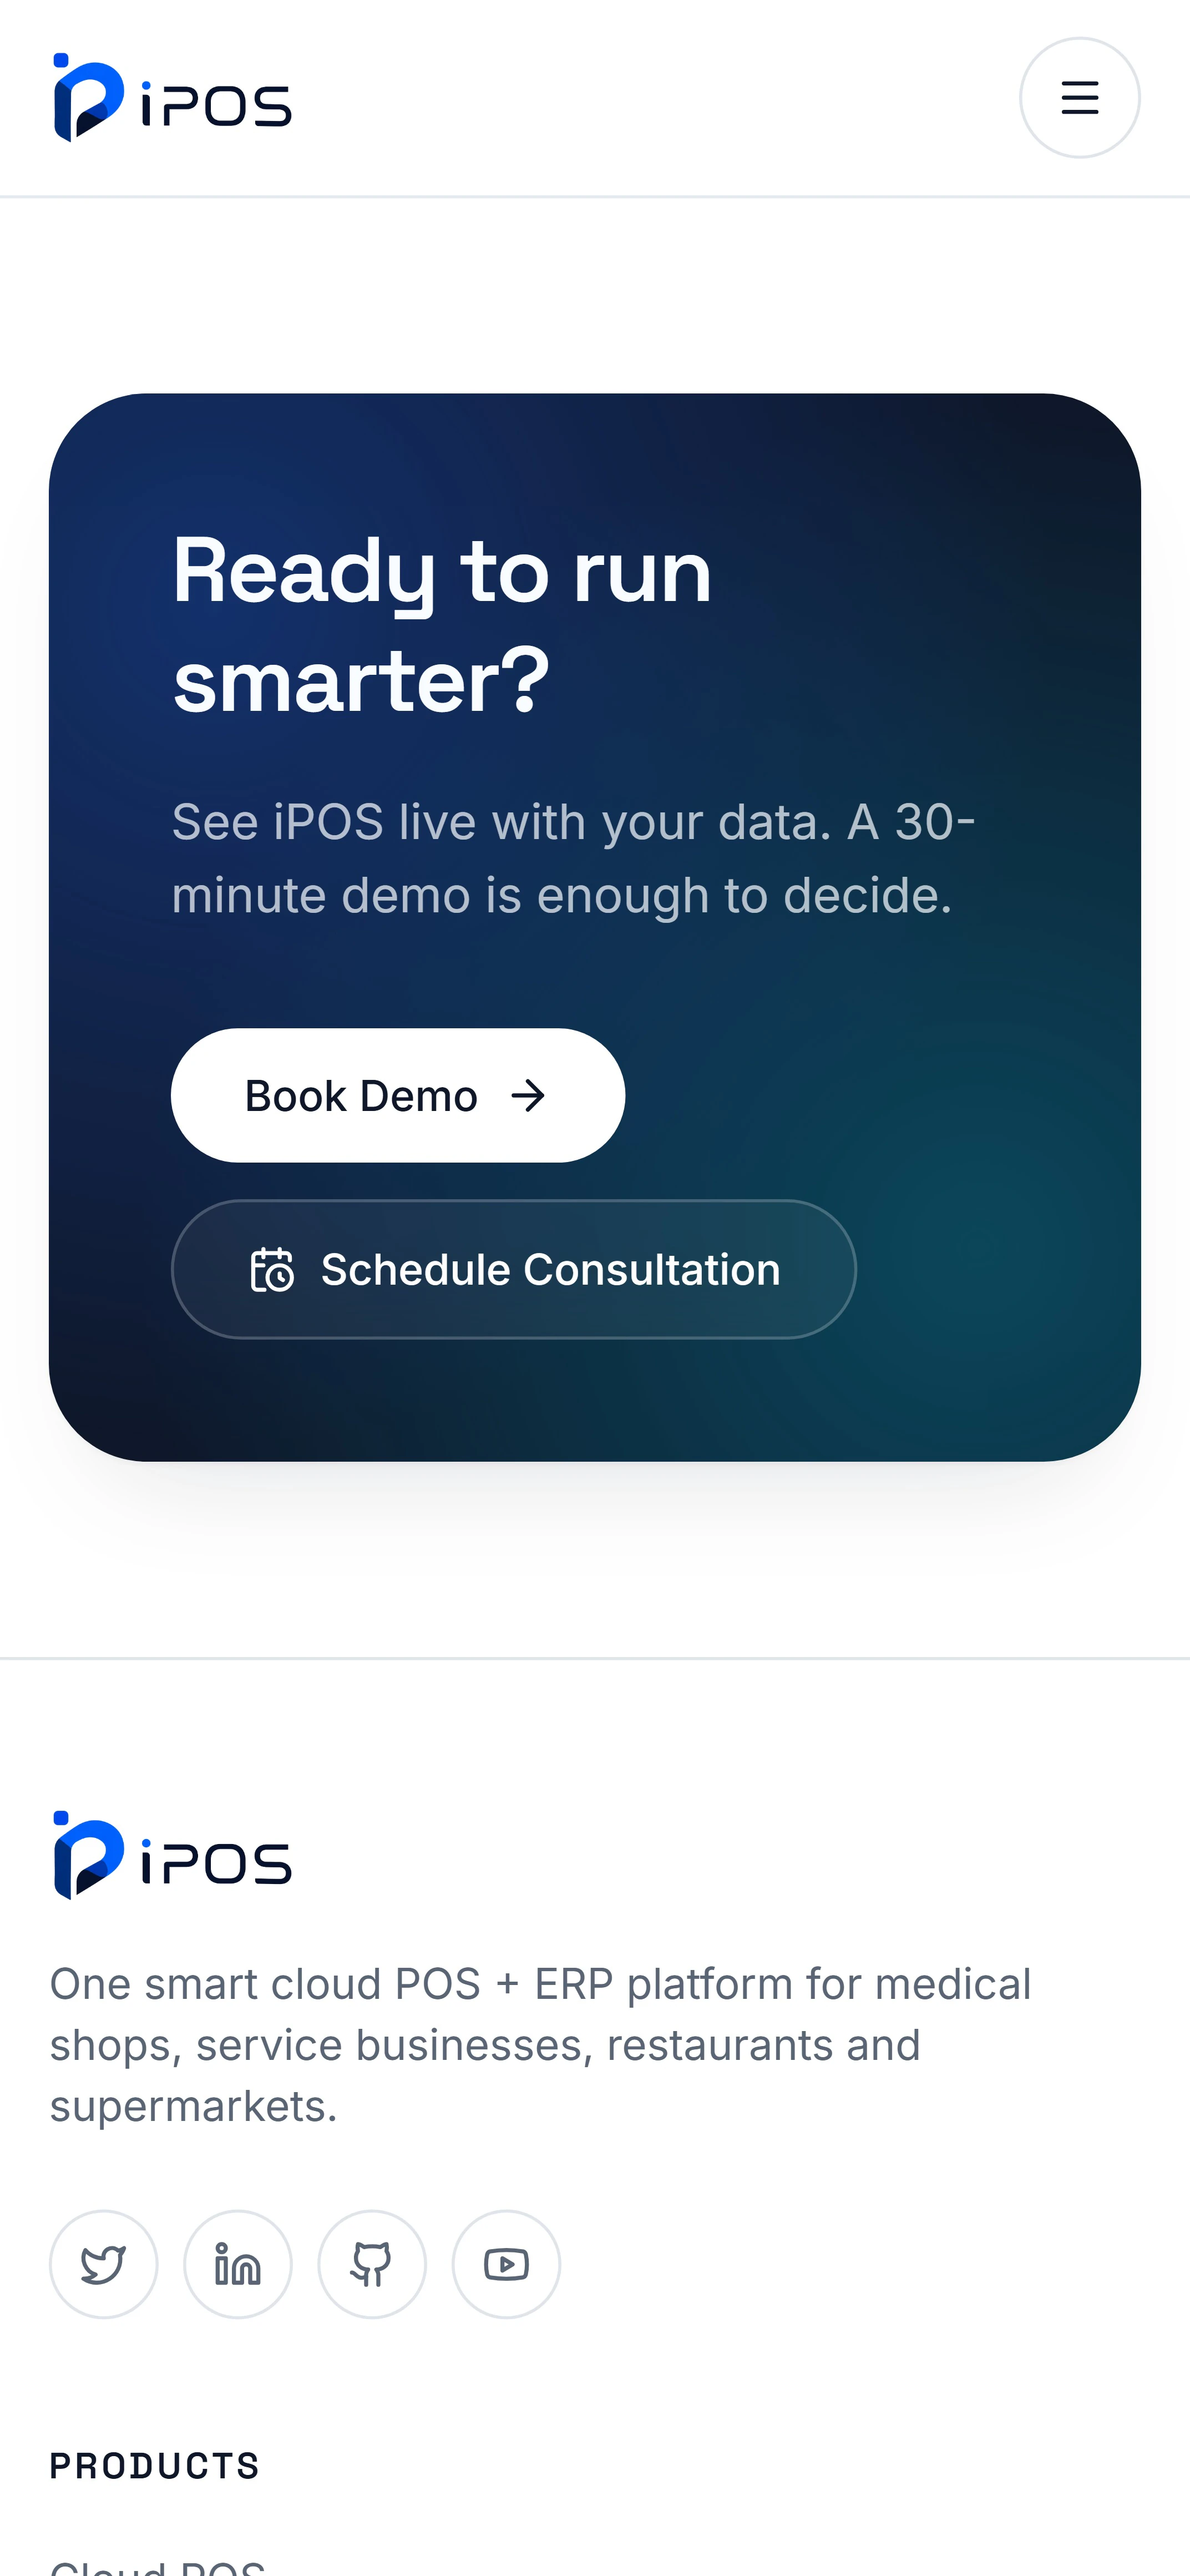 iPOS
Ready to run
smarter?
See iPOS live with your data. A 30-
minute demo is enough to decide.
Book Demo
Schedule Consultation
iPOS
One smart cloud POS + ERP platform for medical
shops, service businesses, restaurants and
supermarkets.
PRODUCTS
Cloud POS